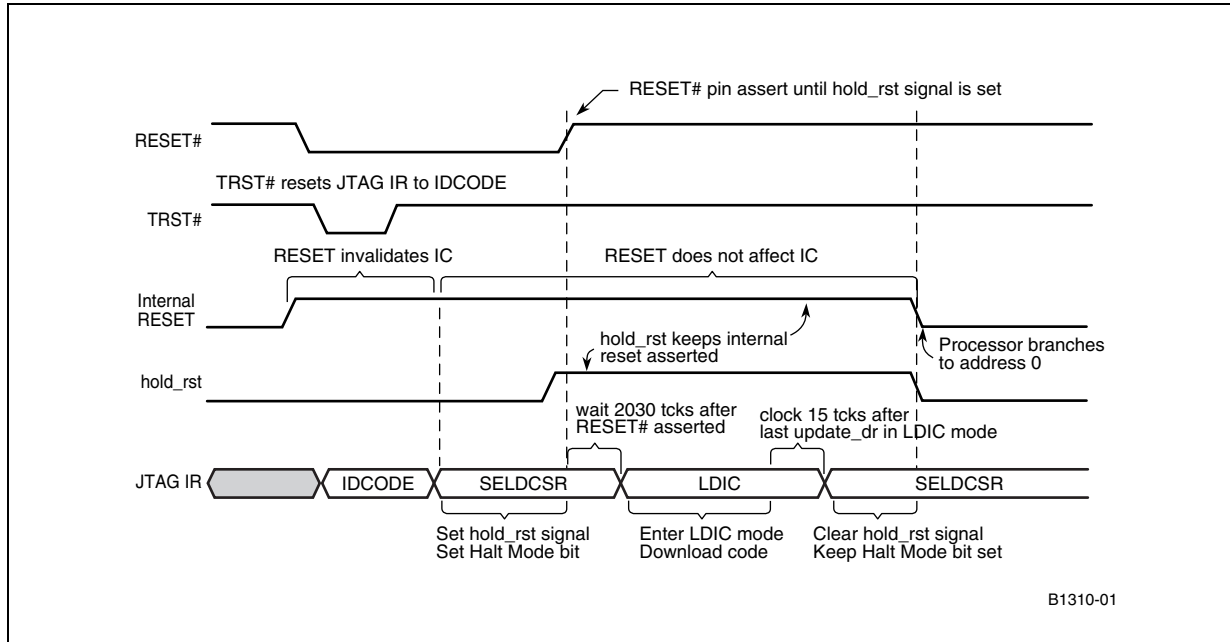 RESET# pin assert until hold_rst signal is set
RESET#
TRST# resets JTAG IR to IDCODE
TRST#
RESET invalidates IC
RESET does not affect IC
Internal
RESET
hold_rst keeps internal
reset asserted
Processor branches
to address 0
hold_rst
wait 2030 tcks after
RESET# asserted
clock 15 tcks after
last update_dr in LDIC mode
JTAG IR
IDCODE
SELDCSR
LDIC
SELDCSR
Set hold_rst signal
Set Halt Mode bit
Enter LDIC mode
Download code
Clear hold_rst signal
Keep Halt Mode bit set
B1310-01